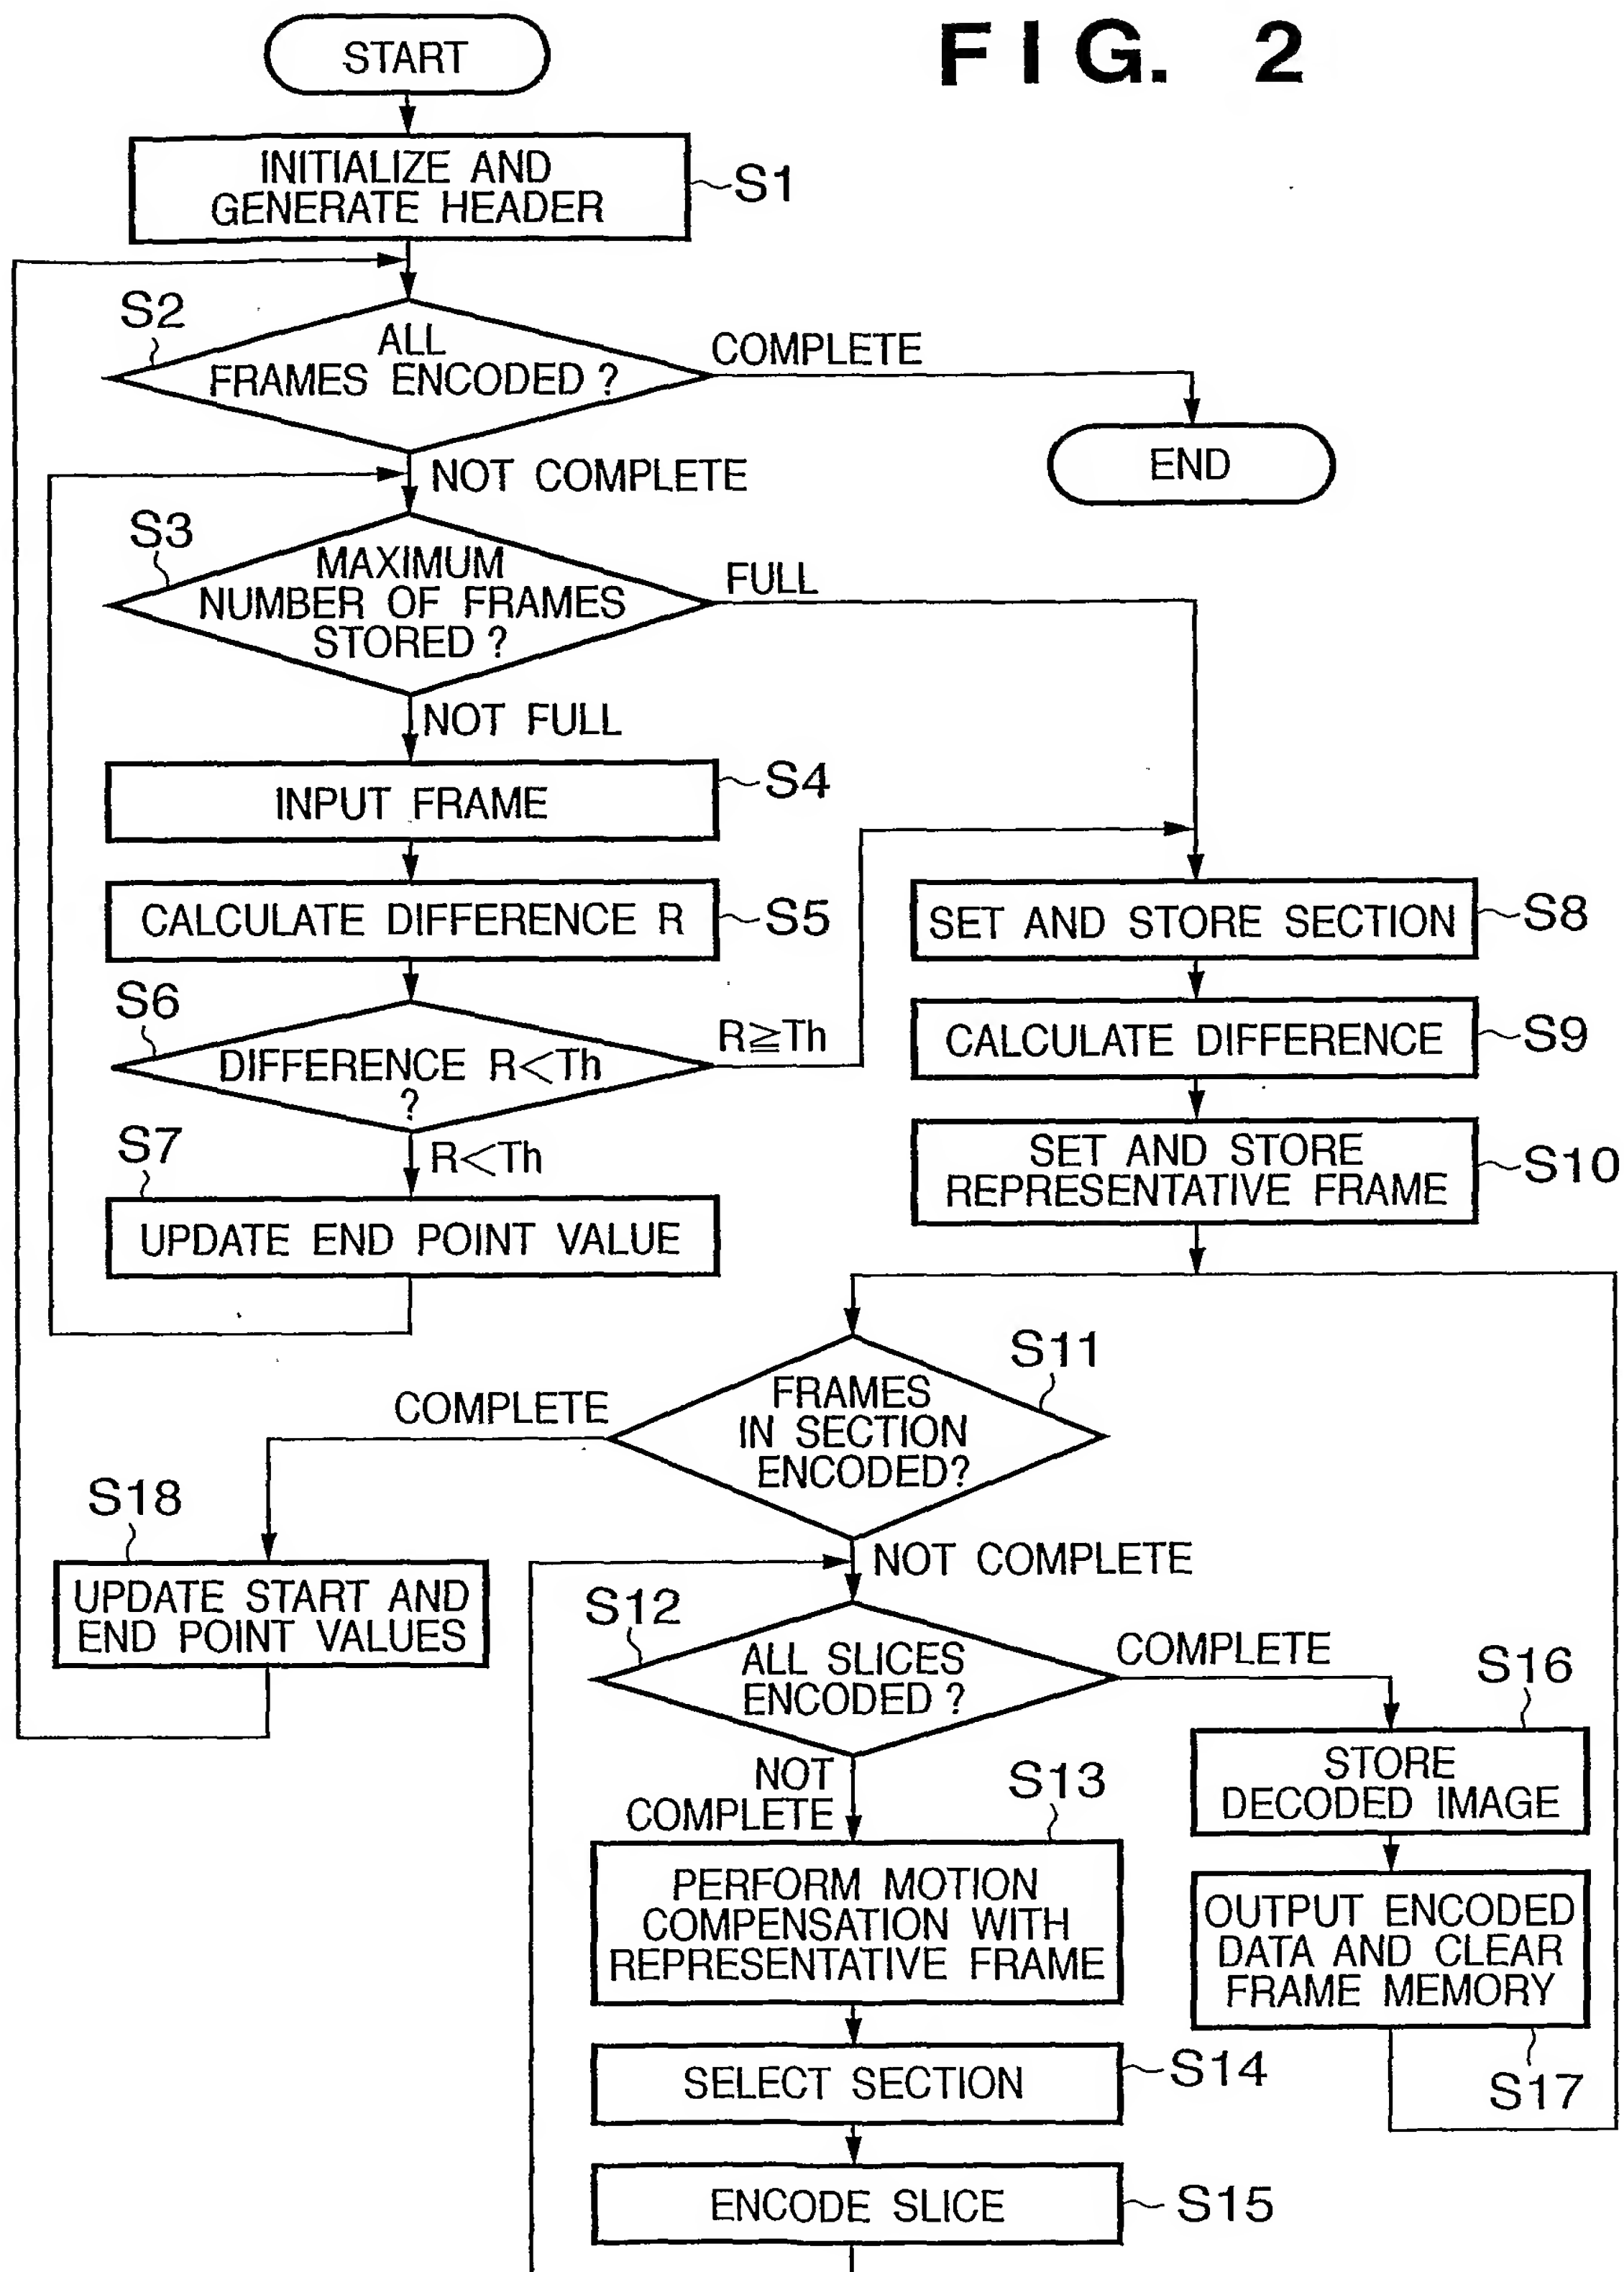 FIG. 2
START
INITIALIZE AND
GENERATE HEADER
S1
S2
ALL
FRAMES ENCODED ?
COMPLETE
END
NOT COMPLETE
S3
MAXIMUM
NUMBER OF FRAMES
STORED ?
FULL
NOT FULL
INPUT FRAME
S4
CALCULATE DIFFERENCE R
S5
S6
DIFFERENCE R<Th
?
R≧Th
R<Th
S7
UPDATE END POINT VALUE
SET AND STORE SECTION
S8
CALCULATE DIFFERENCE
S9
SET AND STORE
REPRESENTATIVE FRAME
S10
S11
FRAMES
IN SECTION
ENCODED?
COMPLETE
S18
UPDATE START AND
END POINT VALUES
NOT COMPLETE
S12
ALL SLICES
ENCODED ?
COMPLETE
S16
STORE
DECODED IMAGE
OUTPUT ENCODED
DATA AND CLEAR
FRAME MEMORY
S17
NOT
COMPLETE
S13
PERFORM MOTION
COMPENSATION WITH
REPRESENTATIVE FRAME
SELECT SECTION
S14
ENCODE SLICE
S15